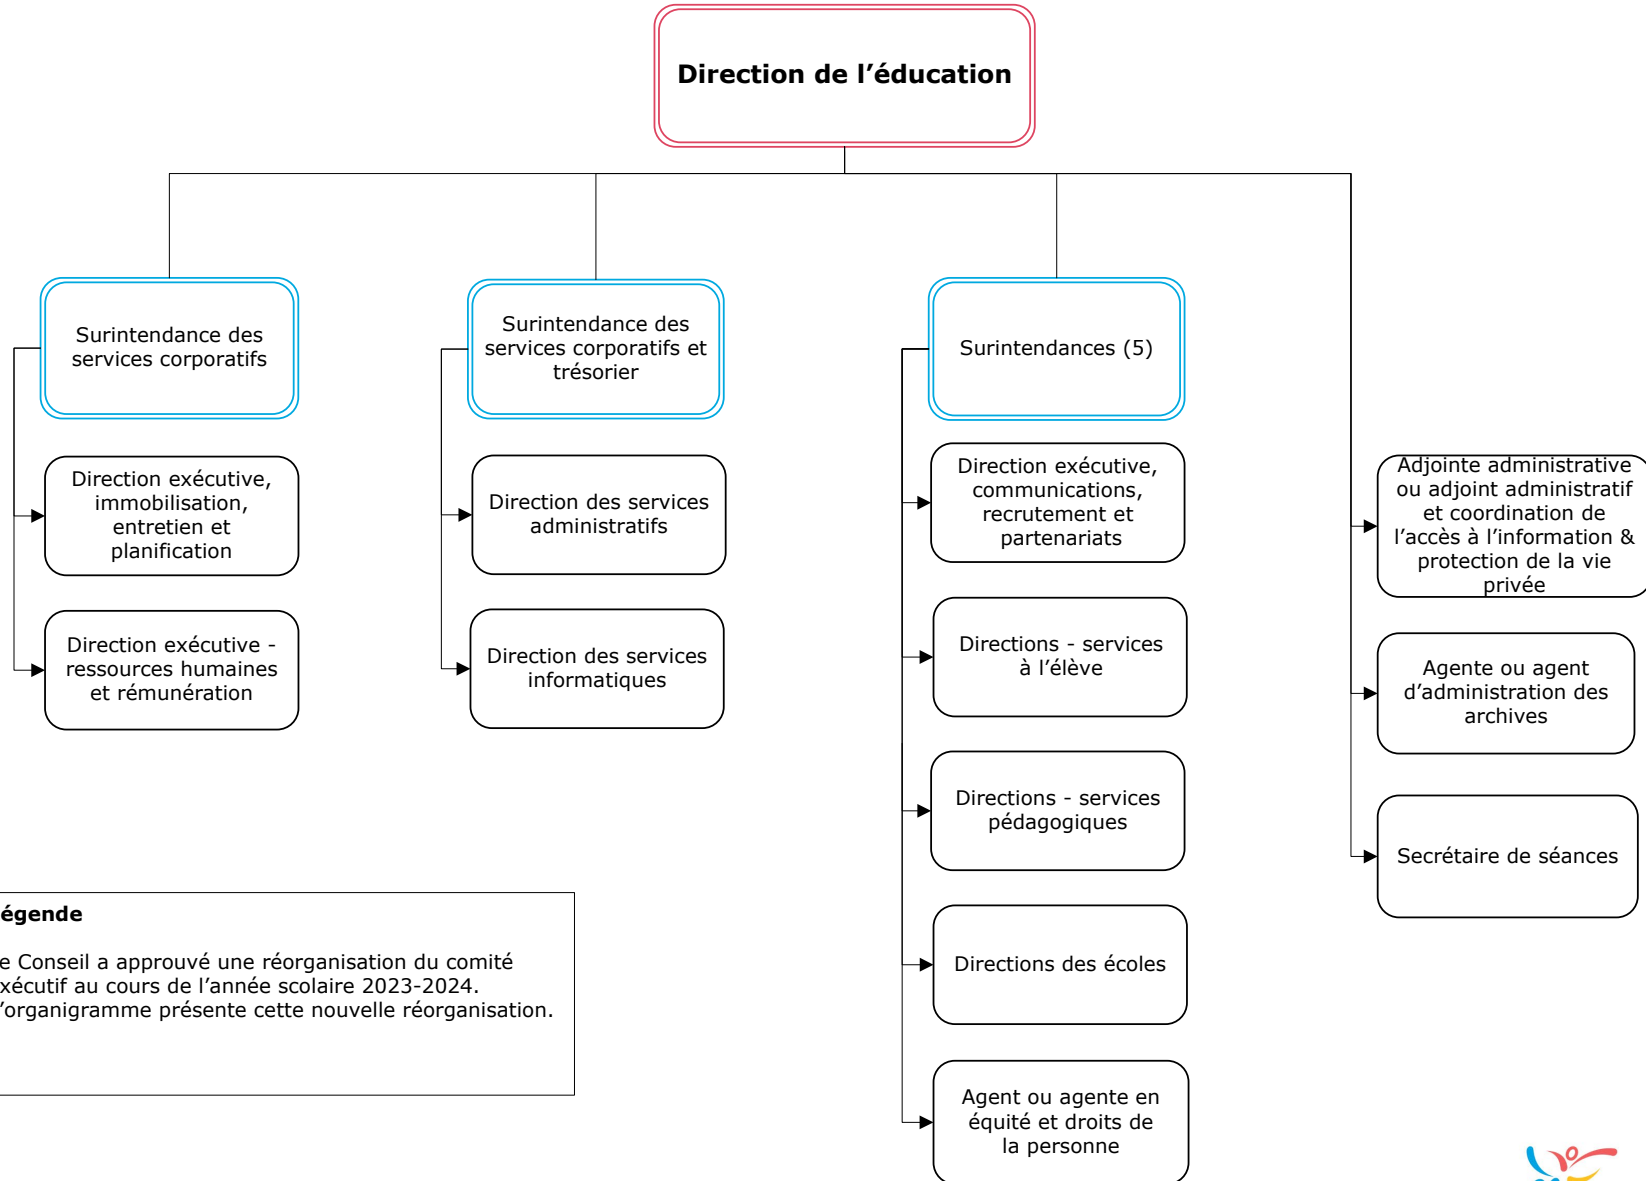 Direction de l’éducation
Surintendance des
services corporatifs
Surintendance des
services corporatifs et
trésorier
Surintendances (5)
Direction exécutive,
immobilisation,
entretien et
planification
Direction exécutive -
ressources humaines
et rémunération
Direction des services
administratifs
Direction des services
informatiques
Direction exécutive,
communications,
recrutement et
partenariats
Directions - services
à l’élève
Directions - services
pédagogiques
Directions des écoles
Agent ou agente en
équité et droits de
la personne
Adjointe administrative
ou adjoint administratif
et coordination de
l’accès à l’information &
protection de la vie
privée
Agente ou agent
d’administration des
archives
Secrétaire de séances
égende
e Conseil a approuvé une réorganisation du comité
xécutif au cours de l’année scolaire 2023-2024.
’organigramme présente cette nouvelle réorganisation.